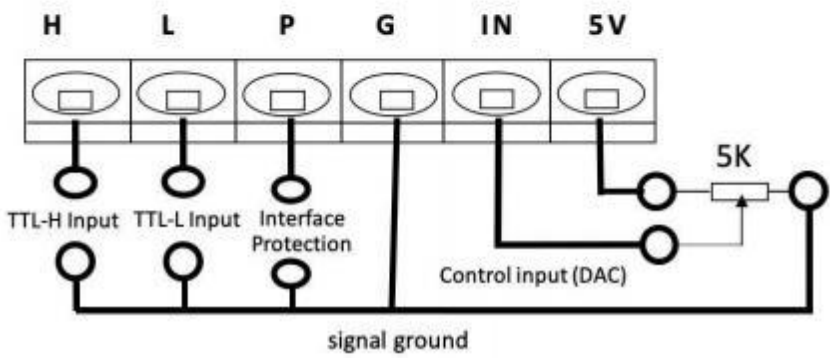 H L P G IN 5V
5K
TTL-H Input TTL-L Input Interface
Protection
Control input (DAC)
signal ground